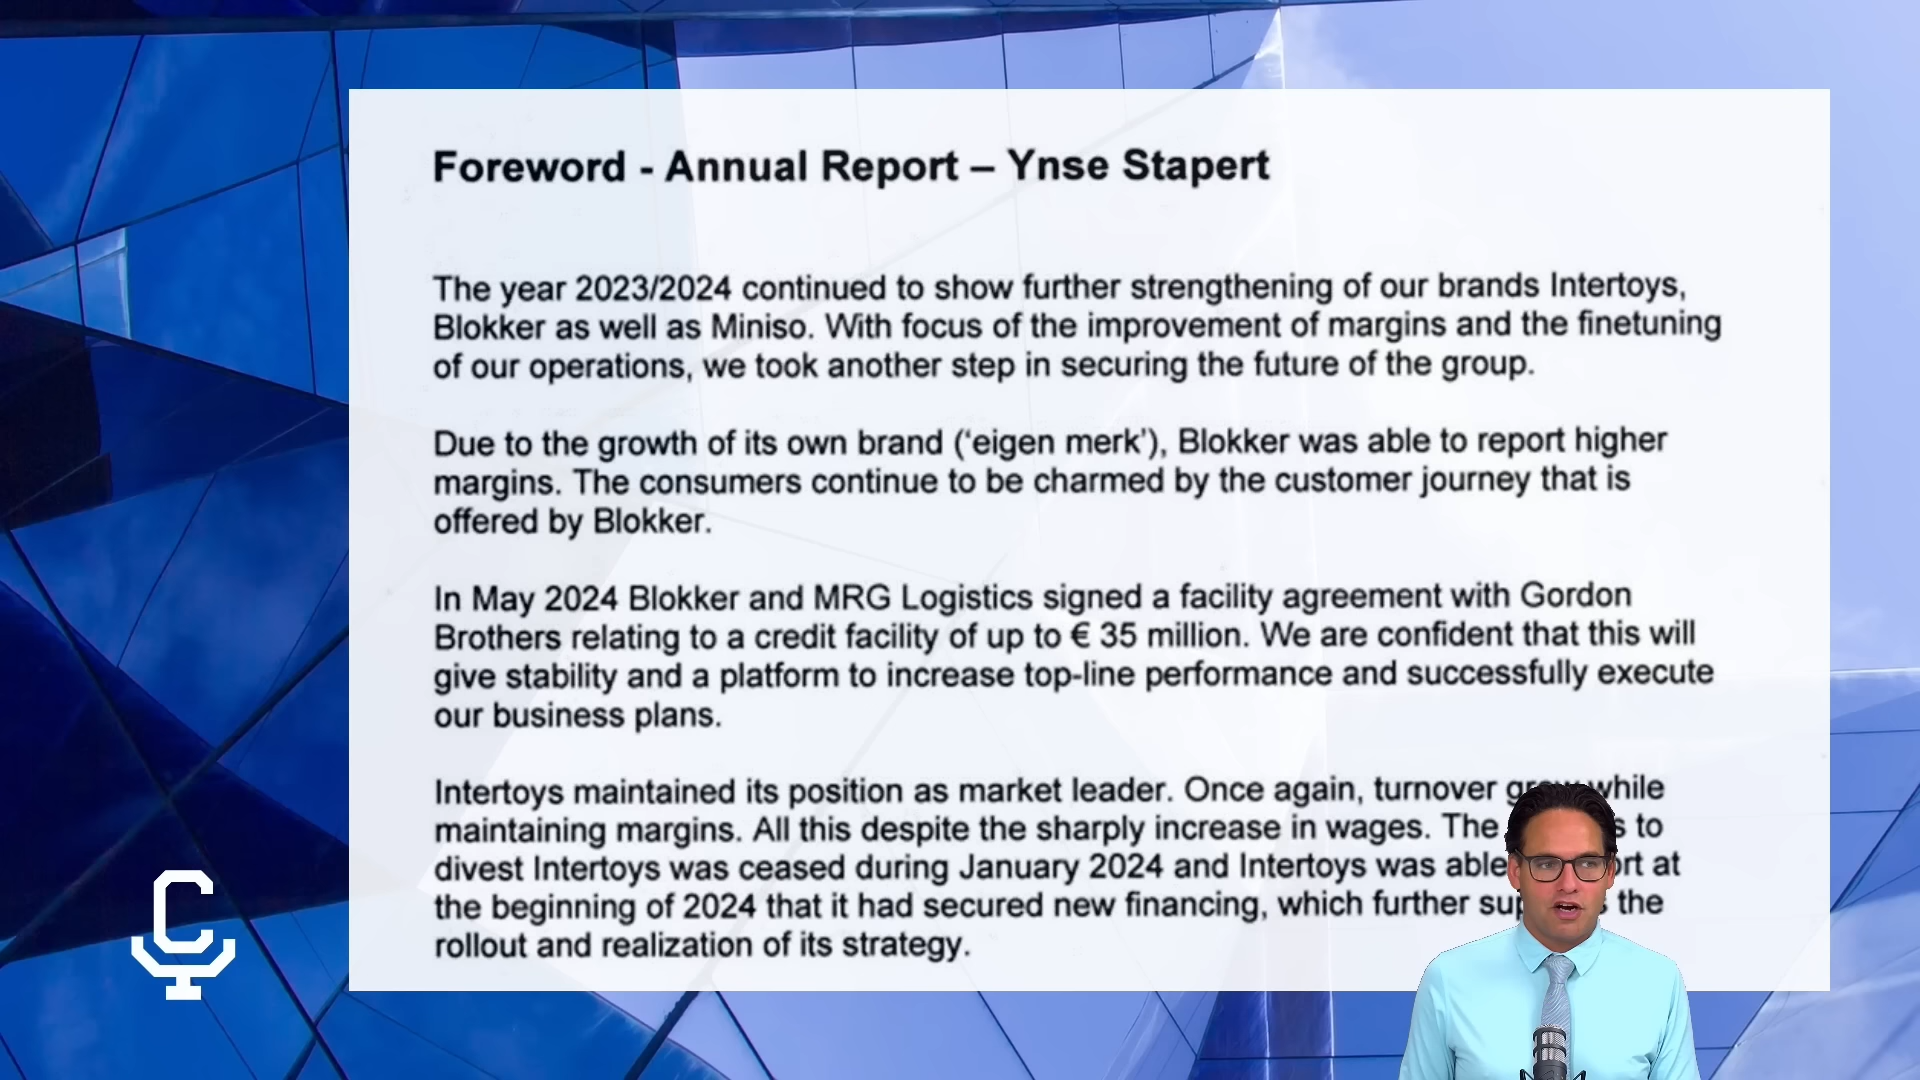 Foreword - Annual Report – Ynse Stapert
The year 2023/2024 continued to show further strengthening of our brands Intertoys,
Blokker as well as Miniso. With focus of the improvement of margins and the finetuning
of our operations, we took another step in securing the future of the group.
Due to the growth of its own brand (‘eigen merk’), Blokker was able to report higher
margins. The consumers continue to be charmed by the customer journey that is
offered by Blokker.
In May 2024 Blokker and MRG Logistics signed a facility agreement with Gordon
Brothers relating to a credit facility of up to € 35 million. We are confident that this will
give stability and a platform to increase top-line performance and successfully execute
our business plans.
Intertoys maintained its position as market leader. Once again, turnover grew while
maintaining margins. All this despite the sharply increase in wages. The to
divest Intertoys was ceased during January 2024 and Intertoys was able at
the beginning of 2024 that it had secured new financing, which further the
rollout and realization of its strategy.